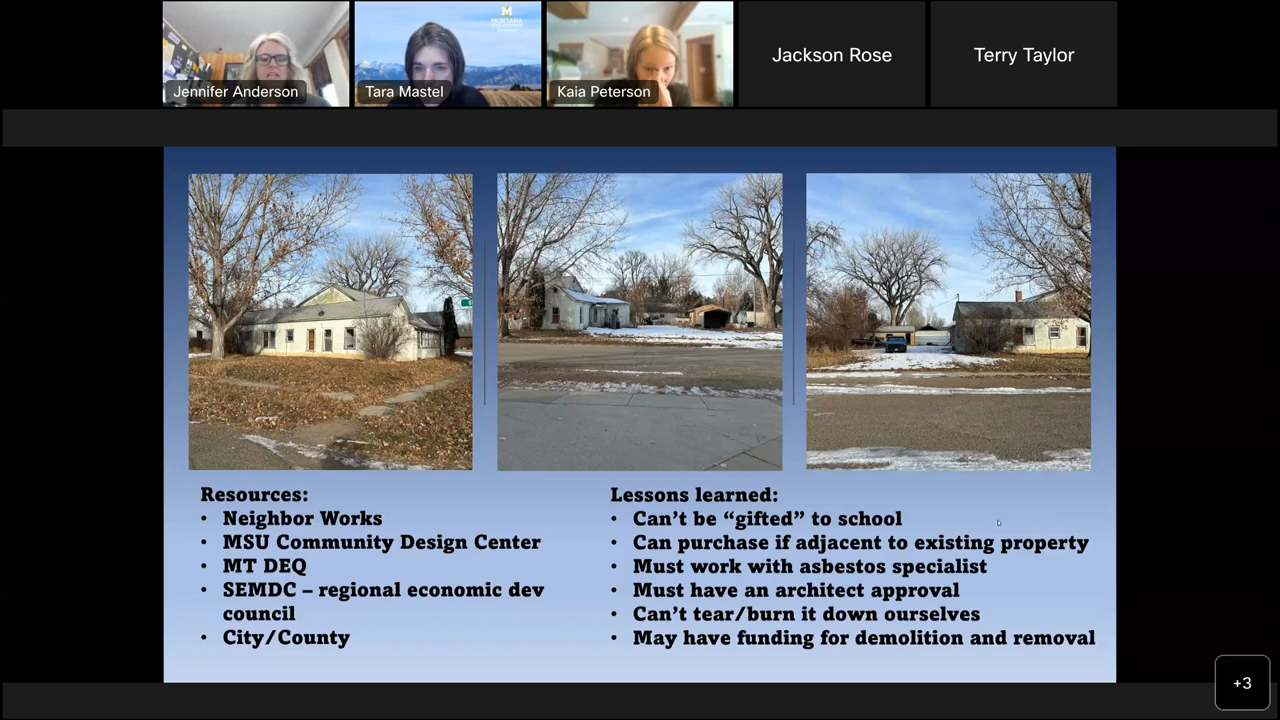 MONTANA
Jennifer Anderson
Tara Mastel
Kaia Peterson
Jackson Rose
Terry Taylor
Resources:
• Neighbor Works
• MSU Community Design Center
• MT DEQ
• SEMDC – regional economic dev
council
• City/County
Lessons learned:
• Can’t be “gifted” to school
• Can purchase if adjacent to existing property
• Must work with asbestos specialist
• Must have an architect approval
• Can’t tear/burn it down ourselves
• May have funding for demolition and removal
+3